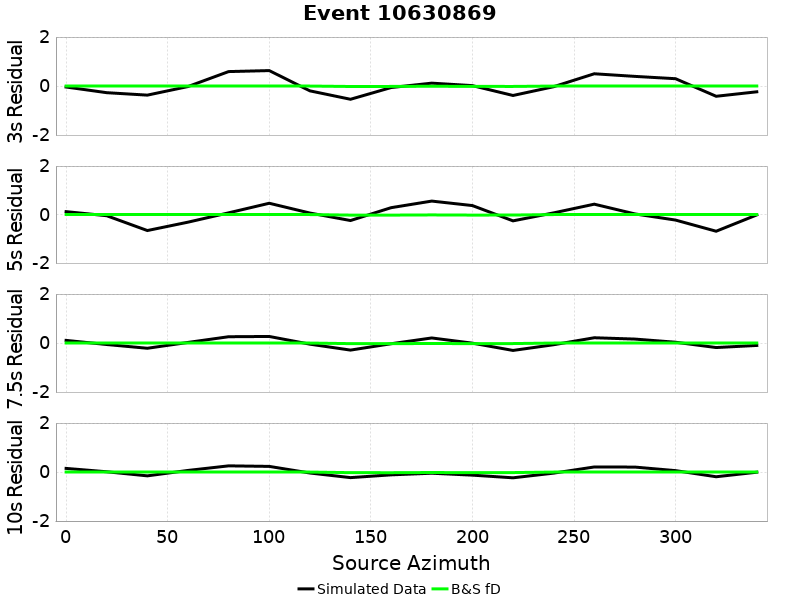 Event 10630869
3s Residual
2
0
-2
5s Residual
2
0
-2
7.5s Residual
2
0
-2
10s Residual
2
0
-2
0 50 100 150 200 250 300
Source Azimuth
Simulated Data B&S fD